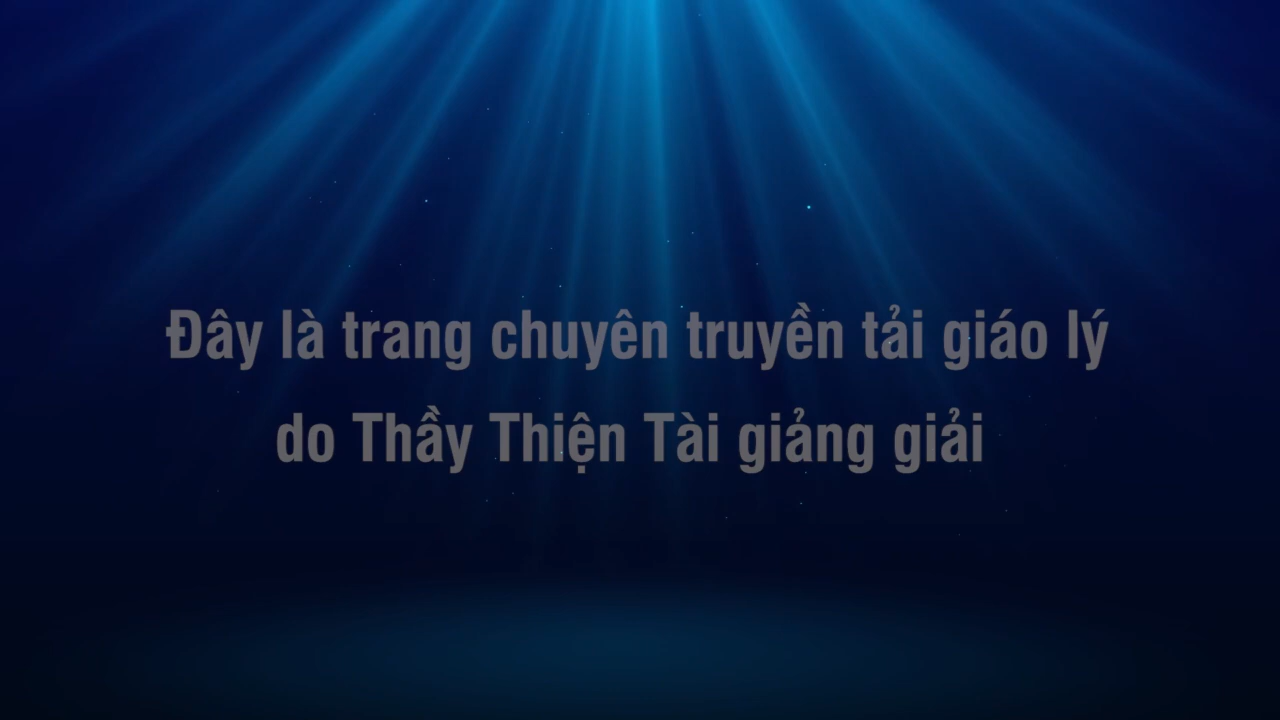 Đây là trang chuyên truyền tải giáo lý
do Thầy Thiện Tài giảng giải